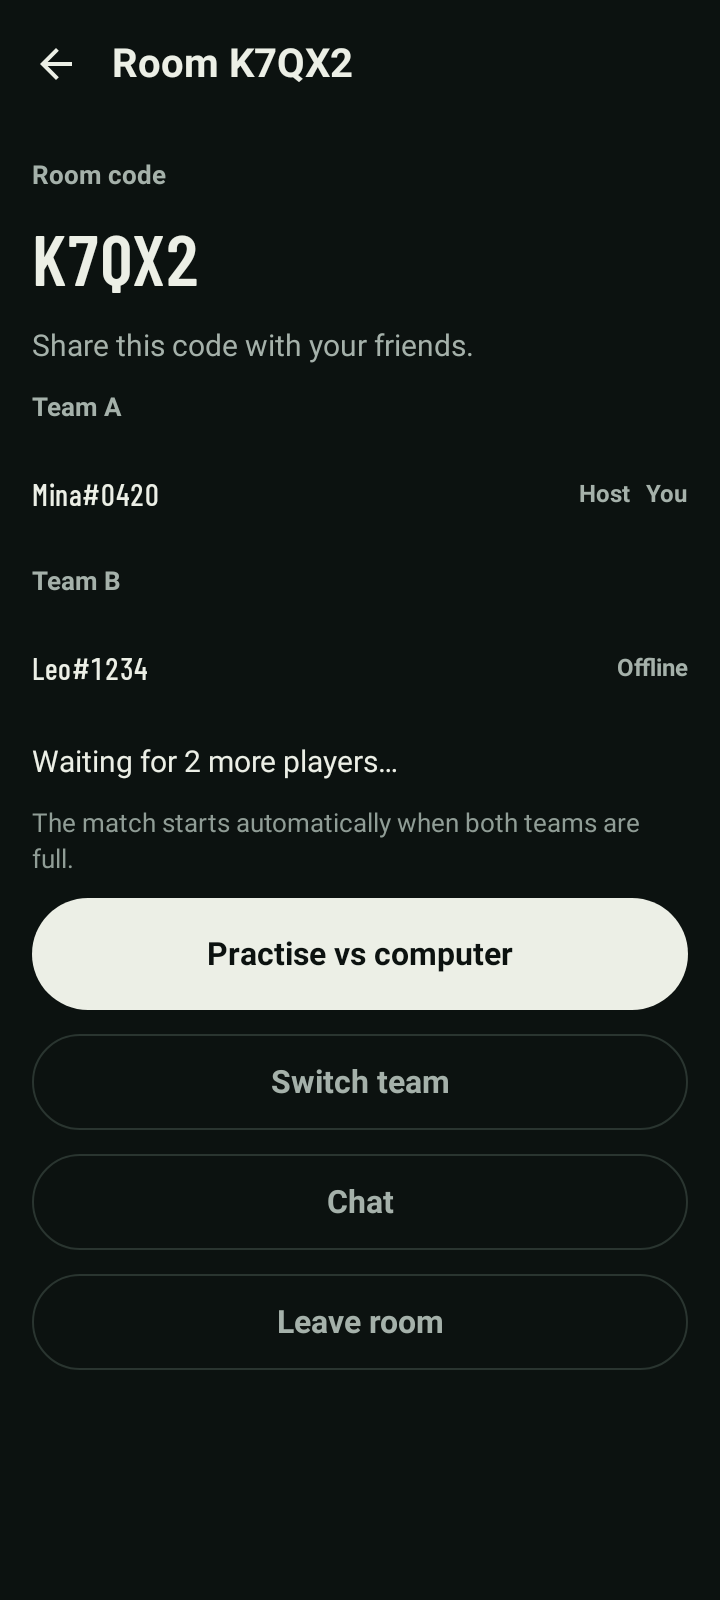 Room K7QX2
Room code
K7QX2
Share this code with your friends.
Team A
Mina#0420 Host You
Team B
Leo#1234 Offline
Waiting for 2 more players…
The match starts automatically when both teams are
full.
Practise vs computer
Switch team
Chat
Leave room